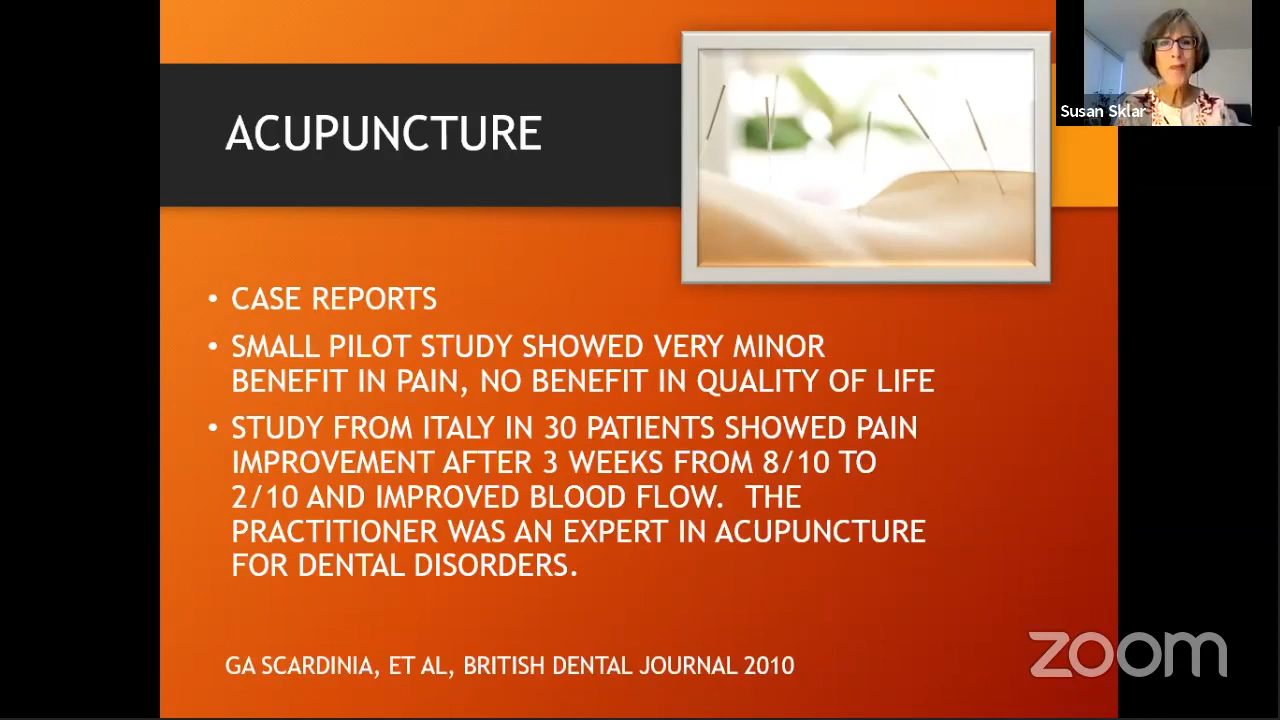 Susan Sklar
ACUPUNCTURE
• CASE REPORTS
• SMALL PILOT STUDY SHOWED VERY MINOR
BENEFIT IN PAIN, NO BENEFIT IN QUALITY OF LIFE
• STUDY FROM ITALY IN 30 PATIENTS SHOWED PAIN
IMPROVEMENT AFTER 3 WEEKS FROM 8/10 TO
2/10 AND IMPROVED BLOOD FLOW. THE
PRACTITIONER WAS AN EXPERT IN ACUPUNCTURE
FOR DENTAL DISORDERS.
GA SCARDINIA, ET AL, BRITISH DENTAL JOURNAL 2010
zoom